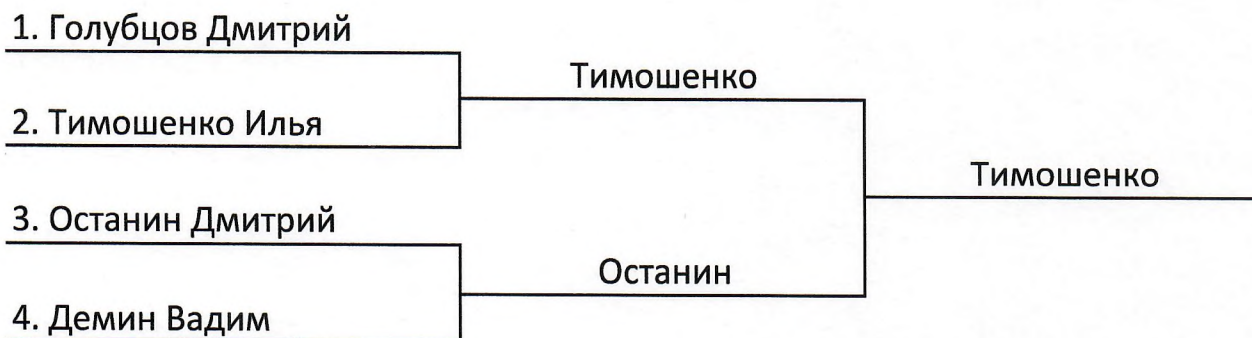 1. Голубцов Дмитрий
Тимошенко
2. Тимошенко Илья
Тимошенко
3. Останин Дмитрий
Останин
4. Демин Вадим